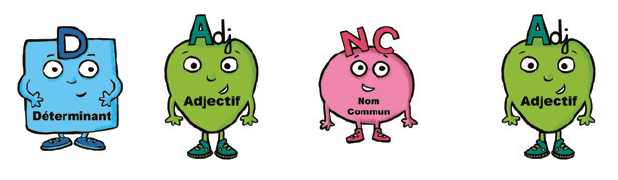 D Adj NC Adj
Déterminant Adjectif Nom Commun Adjectif